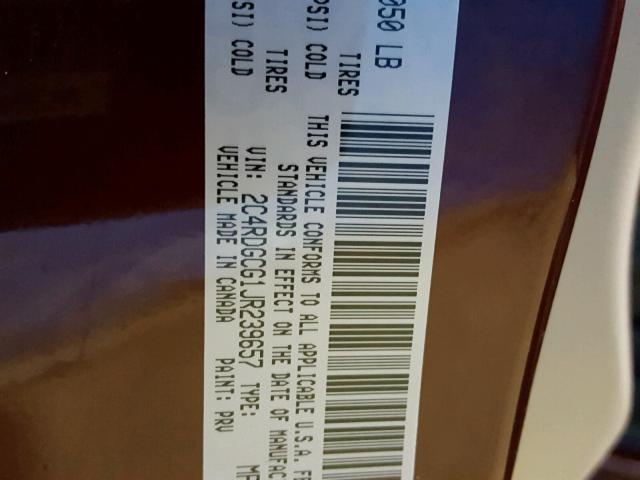 050 LB
TIRES
PSI) COLD
THIS VEHICLE CONFORMS TO ALL APPLICABLE U.S.A. FE
TIRES
STANDARDS IN EFFECT ON THE DATE OF MANUFAC
SI) COLD
VIN: 2C4RDGCG1JR239657 TYPE: MP
VEHICLE MADE IN CANADA PAINT: PRV